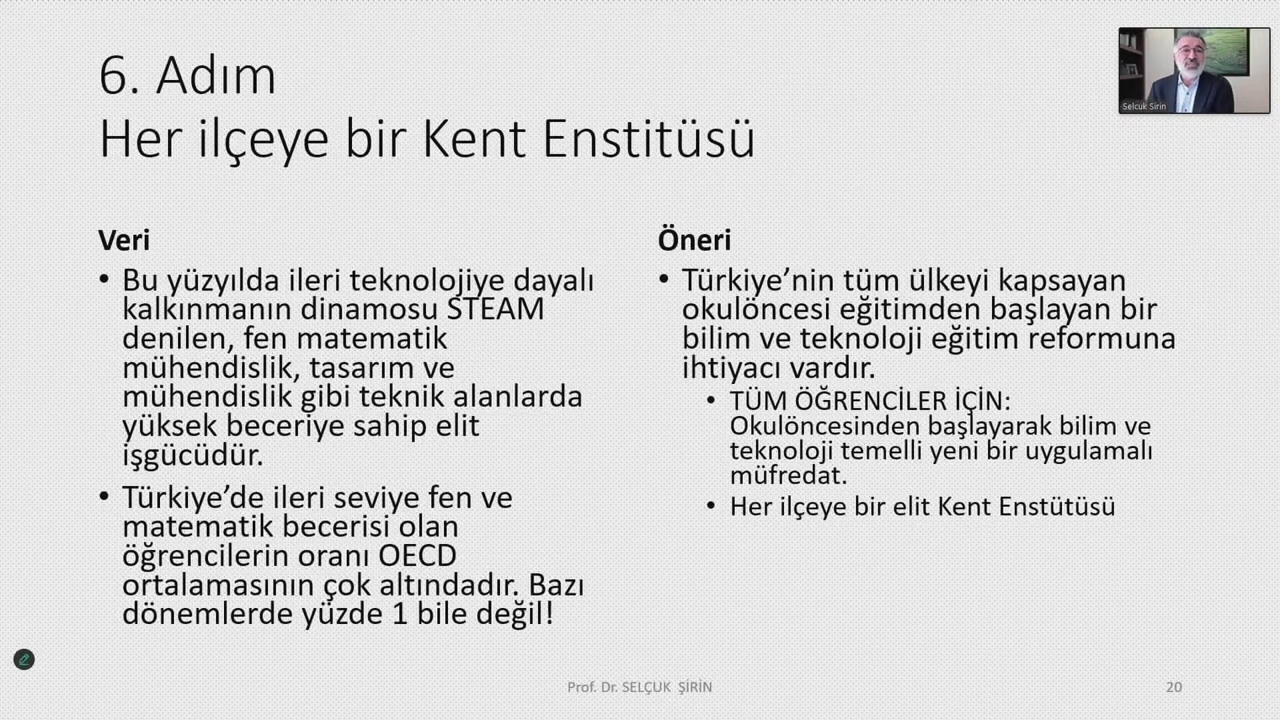 6. Adım
Her ilçeye bir Kent Enstitüsü
Selcuk Sirin
Veri
• Bu yüzyılda ileri teknolojiye dayalı
kalkınmanın dinamosu STEAM
denilen, fen matematik
mühendislik, tasarım ve
mühendislik gibi teknik alanlarda
yüksek beceriye sahip elit
işgücüdür.
• Türkiye’de ileri seviye fen ve
matematik becerisi olan
öğrencilerin oranı OECD
ortalamasının çok altındadır. Bazı
dönemlerde yüzde 1 bile değil!
Öneri
• Türkiye’nin tüm ülkeyi kapsayan
okulöncesi eğitimden başlayan bir
bilim ve teknoloji eğitim reformuna
ihtiyacı vardır.
• TÜM ÖĞRENCİLER İÇİN:
Okulöncesinden başlayarak bilim ve
teknoloji temelli yeni bir uygulamalı
müfredat.
• Her ilçeye bir elit Kent Enstütüsü
Prof. Dr. SELÇUK ŞİRİN
20